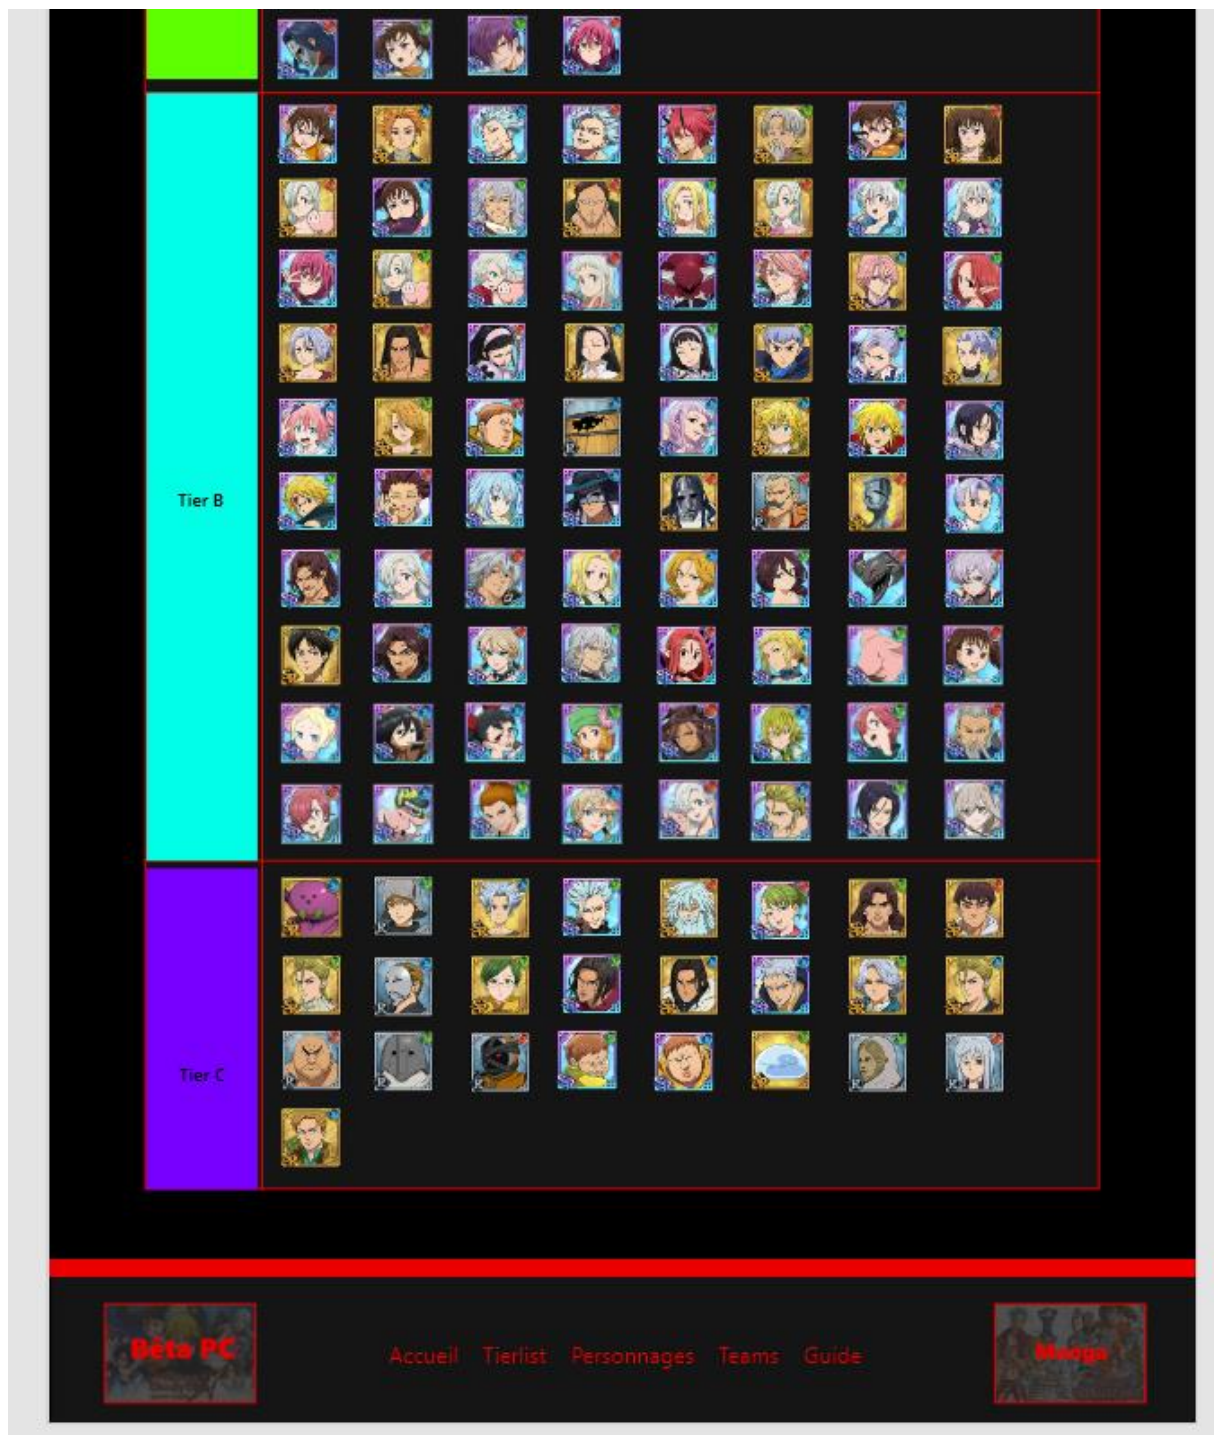 Tier B
Tier C
Bêta PC
Accueil Tierlist Personnages Teams Guide
Manga